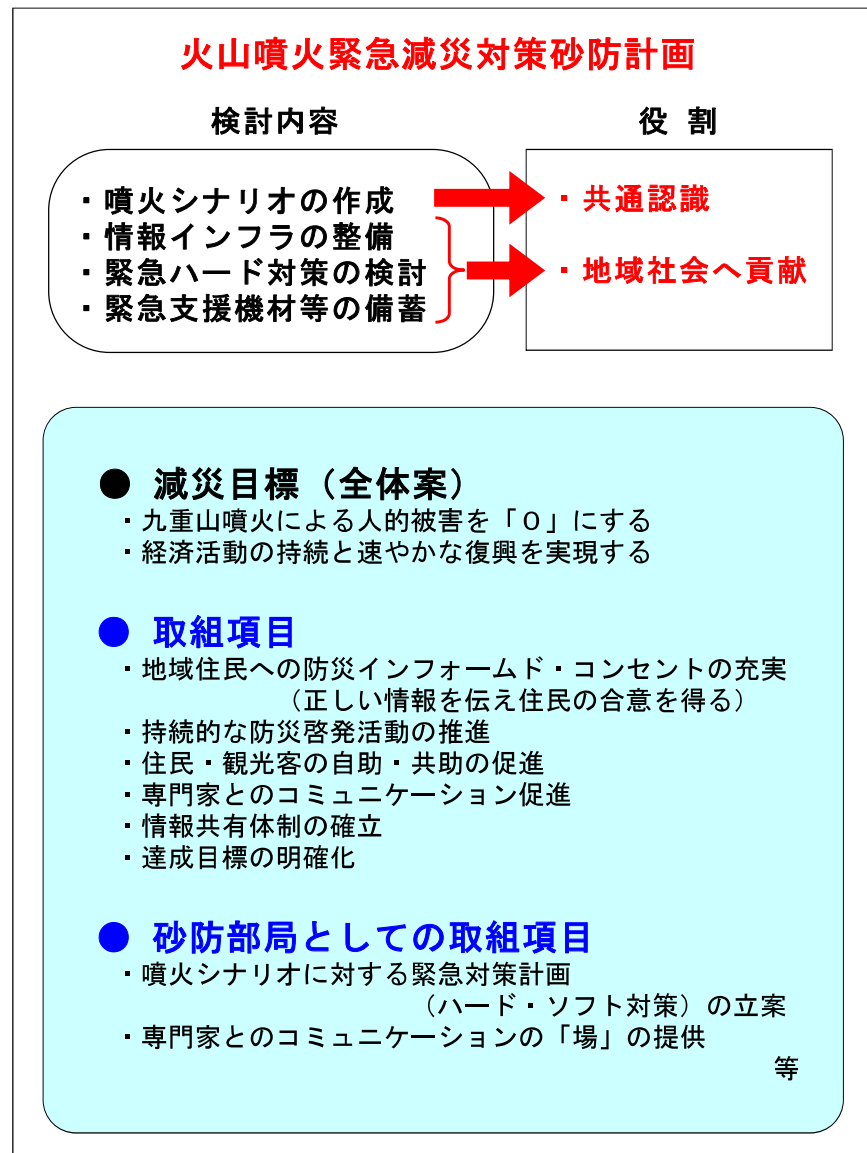 火山噴火緊急減災対策砂防計画
検討内容
役 割
・噴火シナリオの作成
・情報インフラの整備
・緊急ハード対策の検討
・緊急支援機材等の備蓄
・共通認識
・地域社会へ貢献
● 減災目標（全体案）
・九重山噴火による人的被害を「０」にする
・経済活動の持続と速やかな復興を実現する
● 取組項目
・地域住民への防災インフォームド・コンセントの充実
（正しい情報を伝え住民の合意を得る）
・持続的な防災啓発活動の推進
・住民・観光客の自助・共助の促進
・専門家とのコミュニケーション促進
・情報共有体制の確立
・達成目標の明確化
● 砂防部局としての取組項目
・噴火シナリオに対する緊急対策計画
（ハード・ソフト対策）の立案
・専門家とのコミュニケーションの「場」の提供
等